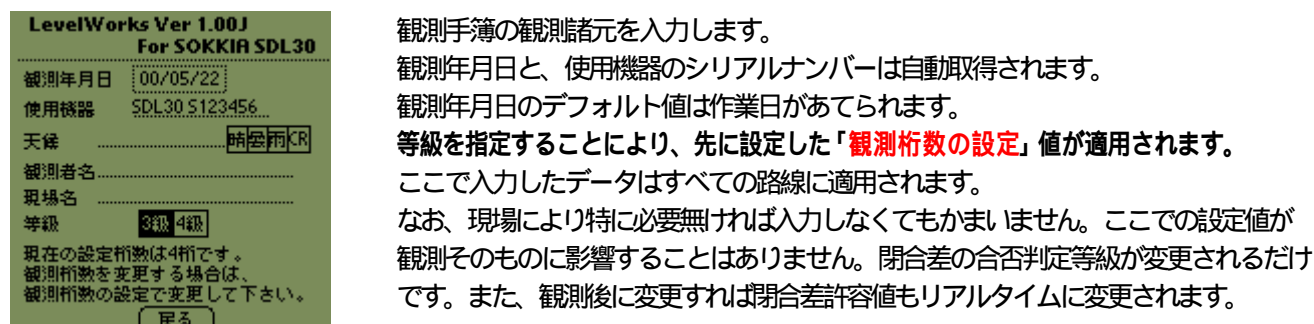 LevelWorks Ver 1.00J
For SOKKIA SDL30
観測年月日 00/05/22
使用機器 SDL30 S123456
天候 晴曇雨CR
観測者名
現場名
等級 3級 4級
現在の設定桁数は4桁です。
観測桁数を変更する場合は、
観測桁数の設定で変更して下さい。
戻る
観測手簿の観測諸元を入力します。
観測年月日と、使用機器のシリアルナンバーは自動取得されます。
観測年月日のデフォルト値は作業日があてられます。
等級を指定することにより、先に設定した「観測桁数の設定」値が適用されます。
ここで入力したデータはすべての路線に適用されます。
なお、現場により特に必要無ければ入力しなくてもかまいません。ここでの設定値が
観測そのものに影響することはありません。閉合差の合否判定等級が変更されるだけ
です。また、観測後に変更すれば閉合差許容値もリアルタイムに変更されます。